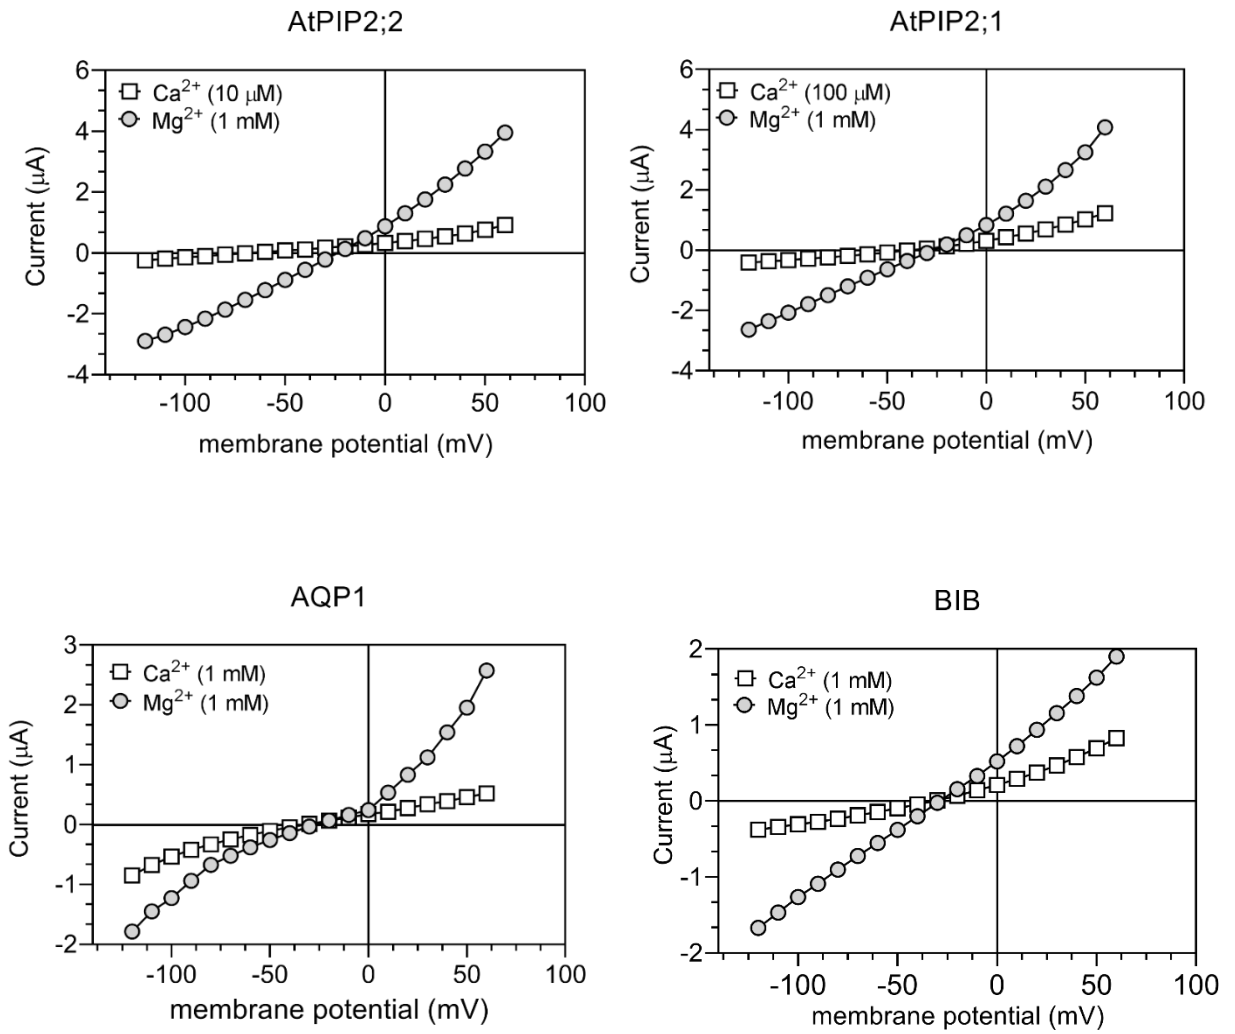 AtPIP2;2
Ca²⁺ (10 μM)
Mg²⁺ (1 mM)
6
4
2
0
-2
-4
Current (μA)
-100
-50
0
50
100
membrane potential (mV)
AtPIP2;1
Ca²⁺ (100 μM)
Mg²⁺ (1 mM)
6
4
2
0
-2
-4
Current (μA)
-100
-50
0
50
100
membrane potential (mV)
AQP1
Ca²⁺ (1 mM)
Mg²⁺ (1 mM)
3
2
1
0
-1
-2
Current (μA)
-100
-50
0
50
100
membrane potential (mV)
BIB
Ca²⁺ (1 mM)
Mg²⁺ (1 mM)
2
1
0
-1
-2
Current (μA)
-100
-50
0
50
100
membrane potential (mV)